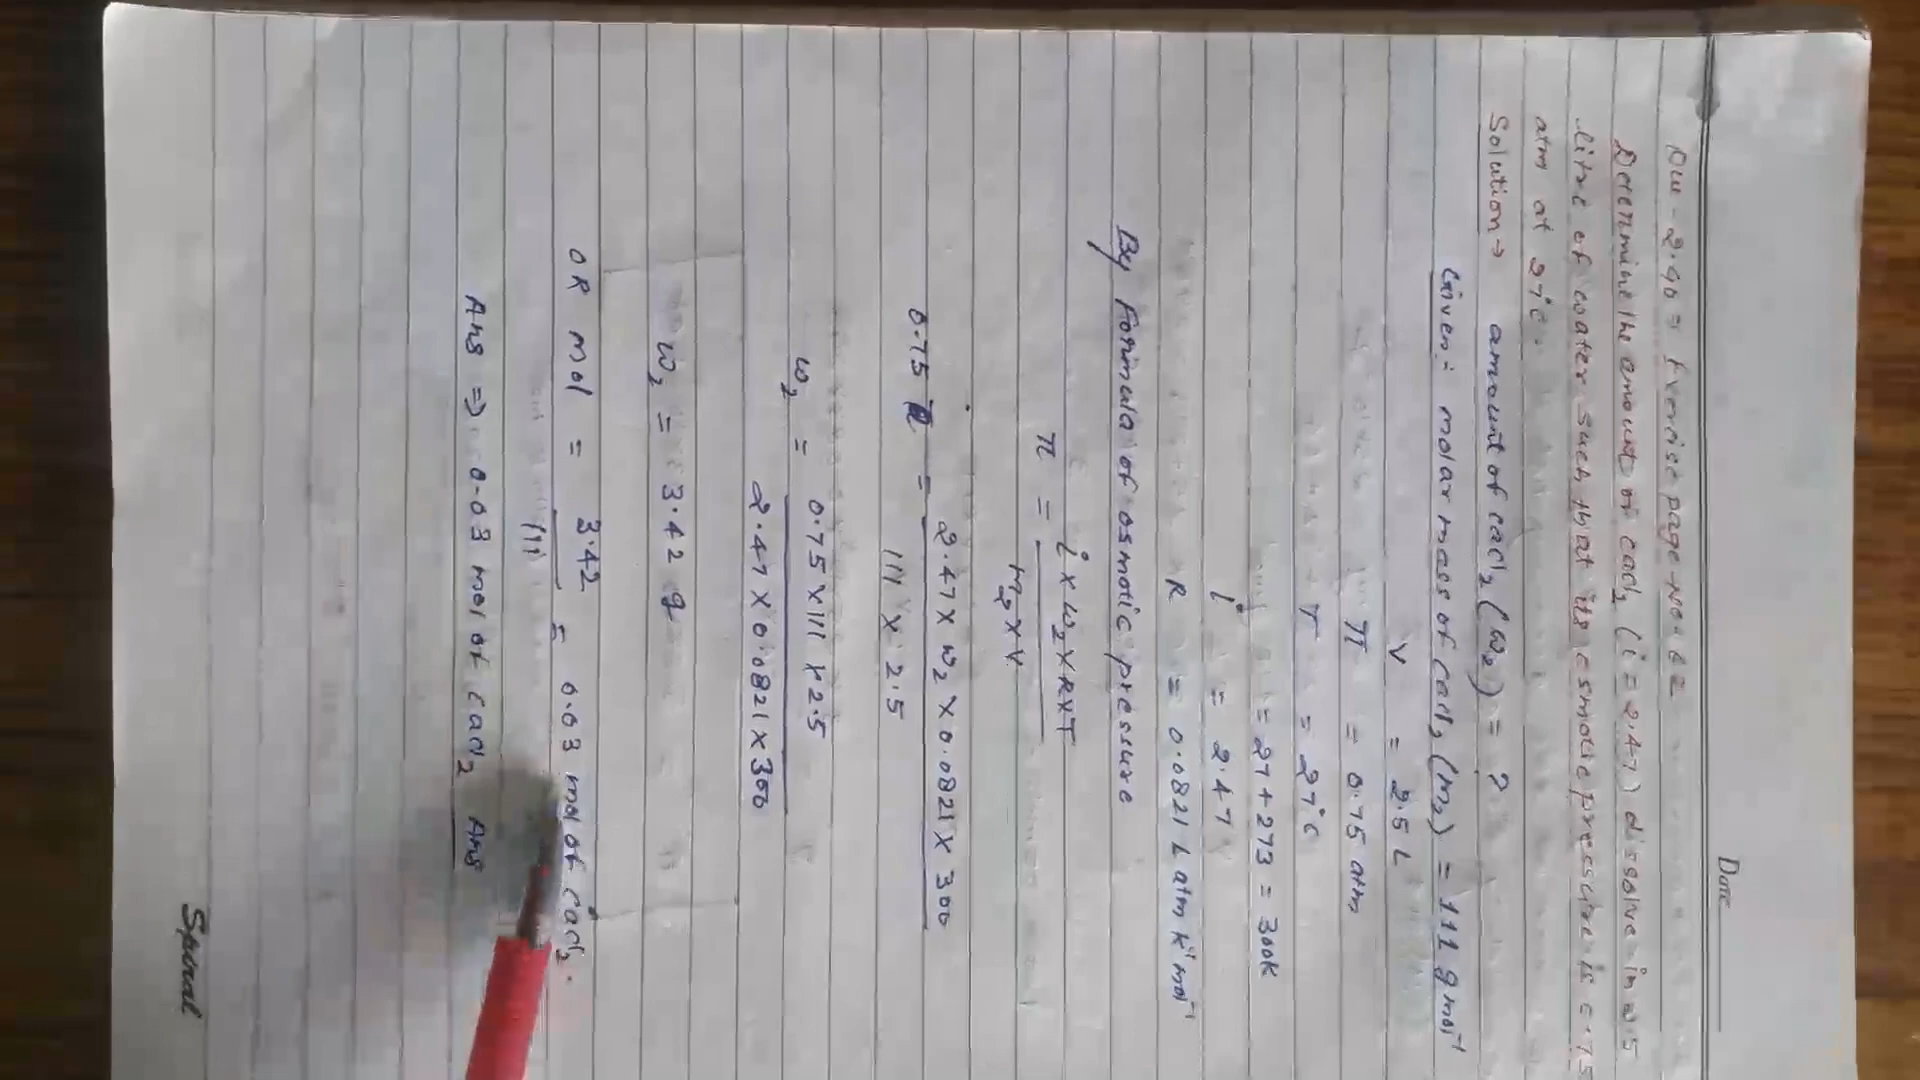 Date
Que-2.40 ⇒ Exercise page No. 62
Determine the amount of CaCl₂ (i = 2.47) dissolve in 2.5
litre of water such that its osmotic pressure is 0.75
atm at 27°C.
Solution → amount of CaCl₂ (w₂) = ?
Given:- molar mass of CaCl₂ (M₂) = 111 g mol⁻¹
V = 2.5 L
π = 0.75 atm
T = 27°C
= 27 + 273 = 300K
i = 2.47
R = 0.0821 L atm K⁻¹ mol⁻¹
By Formula of osmotic pressure
π = i × w₂ × R × T / M₂ × V
0.75 = 2.47 × w₂ × 0.0821 × 300 / 111 × 2.5
w₂ = 0.75 × 111 × 2.5 / 2.47 × 0.0821 × 300
w₂ = 3.42 g
OR mol = 3.42 / 111 = 0.03 mol of CaCl₂.
Ans ⇒ 0.03 mol of CaCl₂ Ans
Spiral